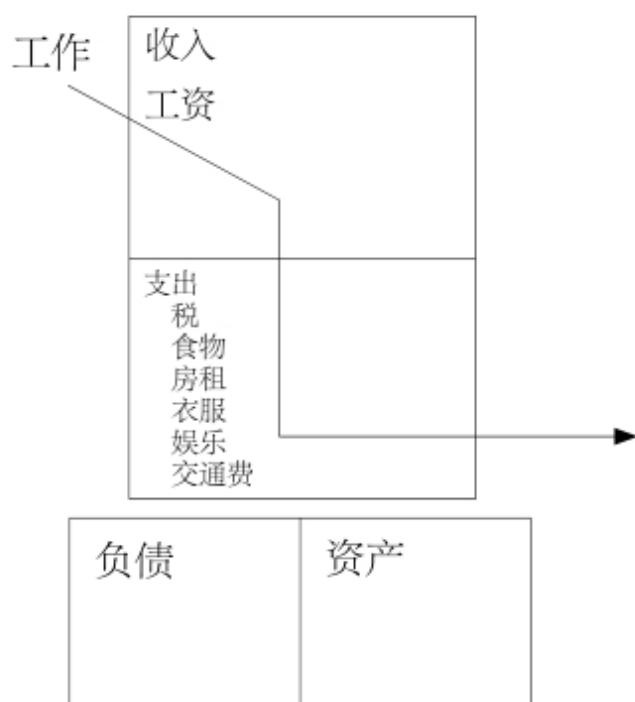 工作
收入
工资
支出
税
食物
房租
衣服
娱乐
交通费
负债
资产